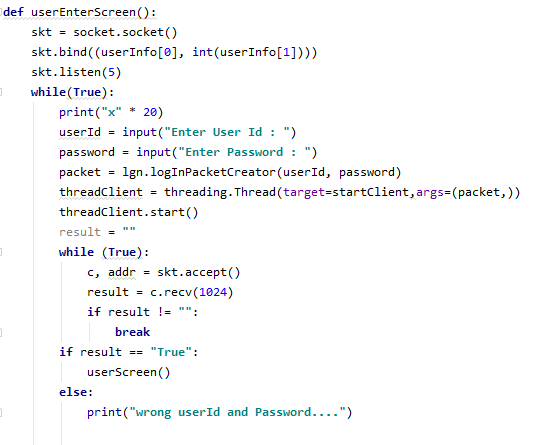 def userEnterScreen():
    skt = socket.socket()
    skt.bind((userInfo[0], int(userInfo[1])))
    skt.listen(5)
    while(True):
        print("x" * 20)
        userId = input("Enter User Id : ")
        password = input("Enter Password : ")
        packet = lgn.logInPacketCreator(userId, password)
        threadClient = threading.Thread(target=startClient,args=(packet,))
        threadClient.start()
        result = ""
        while (True):
            c, addr = skt.accept()
            result = c.recv(1024)
            if result != "":
                break
        if result == "True":
            userScreen()
        else:
            print("wrong userId and Password....")